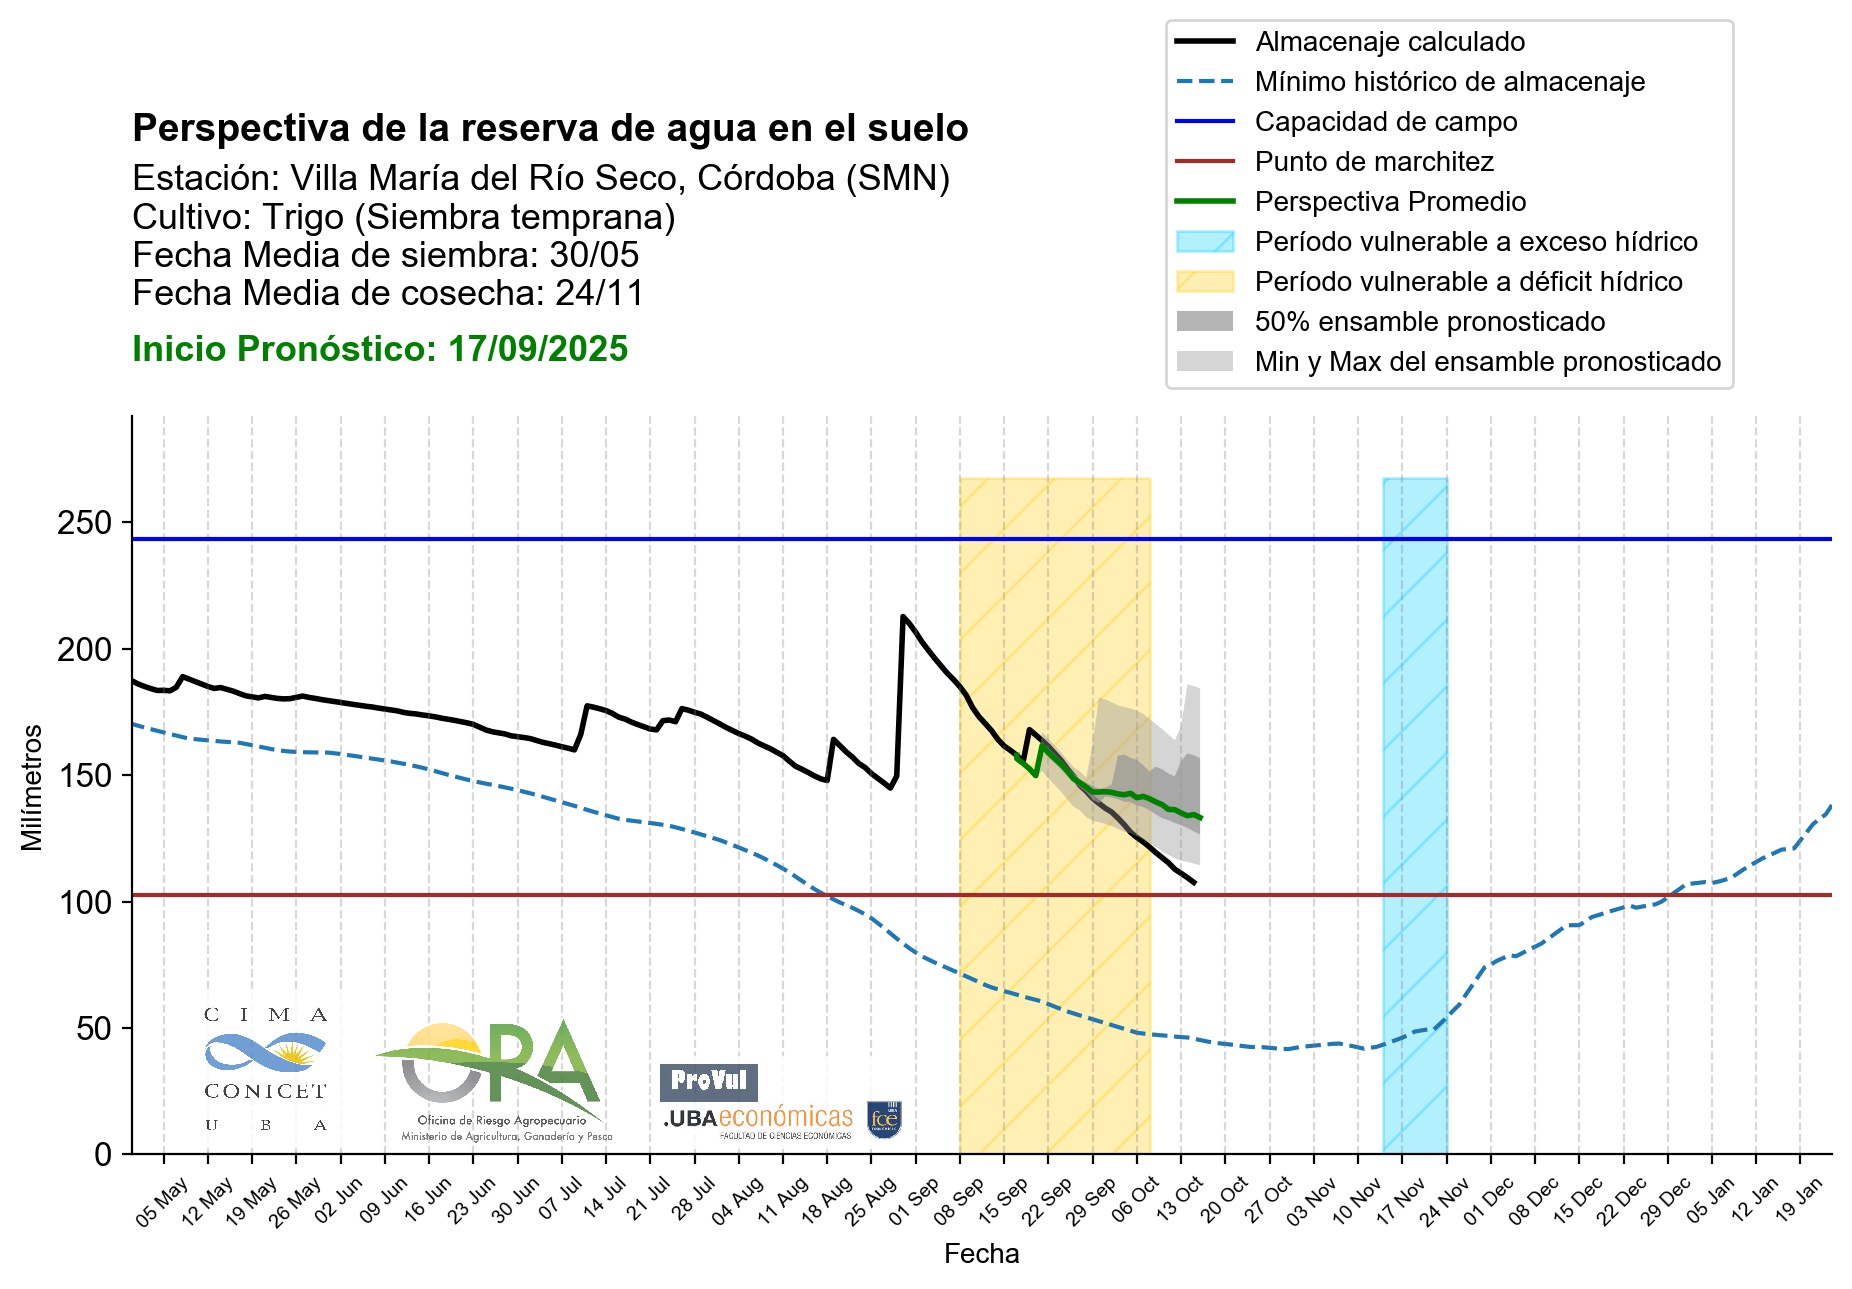 Almacenaje calculado
Mínimo histórico de almacenaje
Capacidad de campo
Punto de marchitez
Perspectiva Promedio
Período vulnerable a exceso hídrico
Período vulnerable a déficit hídrico
50% ensamble pronosticado
Min y Max del ensamble pronosticado
Perspectiva de la reserva de agua en el suelo
Estación: Villa María del Río Seco, Córdoba (SMN)
Cultivo: Trigo (Siembra temprana)
Fecha Media de siembra: 30/05
Fecha Media de cosecha: 24/11
Inicio Pronóstico: 17/09/2025
250
200
150
100
50
0
Milímetros
CIMA
CONICET
UBA
ORA
Oficina de Riesgo Agropecuario
Ministerio de Agricultura, Ganadería y Pesca
ProVul
.UBAeconómicas
FACULTAD DE CIENCIAS ECONÓMICAS
UBA
fce
ECONÓMICAS
05 May
12 May
19 May
26 May
02 Jun
09 Jun
16 Jun
23 Jun
30 Jun
07 Jul
14 Jul
21 Jul
28 Jul
04 Aug
11 Aug
18 Aug
25 Aug
01 Sep
08 Sep
15 Sep
22 Sep
29 Sep
06 Oct
13 Oct
20 Oct
27 Oct
03 Nov
10 Nov
17 Nov
24 Nov
01 Dec
08 Dec
15 Dec
22 Dec
29 Dec
05 Jan
12 Jan
19 Jan
Fecha